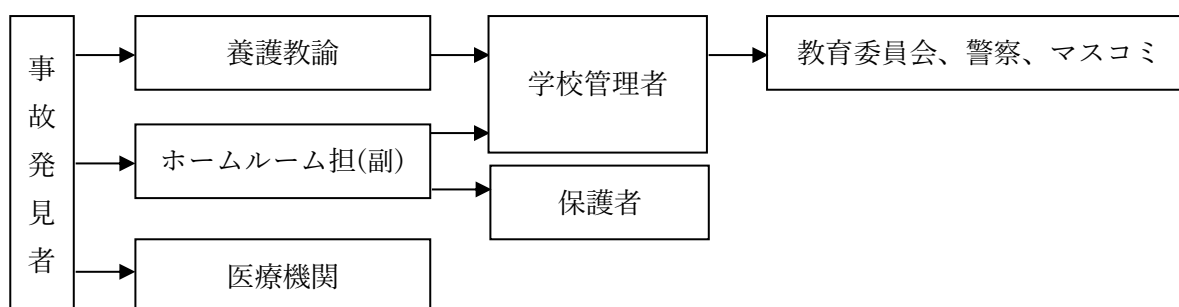 事故発見者
養護教諭
学校管理者
教育委員会、警察、マスコミ
ホームルーム担(副)
保護者
医療機関